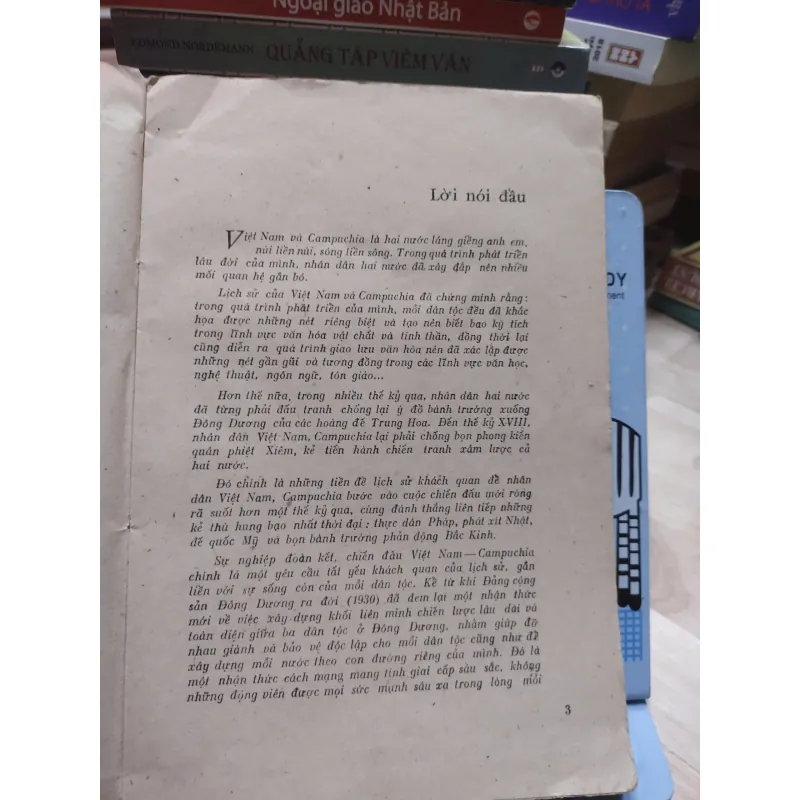 Ngoại giao Nhật Bản
EDMOND NORDEMANN
QUẢNG TẬP VIÊM VĂN
Lời nói đầu
Việt Nam và Campuchia là hai nước láng giềng anh em,
núi liền núi, sông liền sông. Trong quá trình phát triển
lâu đời của mình, nhân dân hai nước đã xây đắp nên nhiều
mối quan hệ gắn bó.
Lịch sử của Việt Nam và Campuchia đã chứng minh rằng:
trong quá trình phát triển của mình, mỗi dân tộc đều đã khắc
họa được những nét riêng biệt và tạo nên biết bao kỳ tích
trong lĩnh vực văn hóa vật chất và tinh thần, đồng thời lại
cũng diễn ra quá trình giao lưu văn hóa nên đã xác lập được
những nét gần gũi và tương đồng trong các lĩnh vực văn học,
nghệ thuật, ngôn ngữ, tôn giáo...
Hơn thế nữa, trong nhiều thế kỷ qua, nhân dân hai nước
đã từng phải đấu tranh chống lại ý đồ bành trướng xuống
Đông Dương của các hoàng đế Trung Hoa. Đến thế kỷ XVIII,
nhân dân Việt Nam, Campuchia lại phải chống bọn phong kiến
quân phiệt Xiêm, kẻ tiến hành chiến tranh xâm lược cả
hai nước.
Đó chính là những tiền đề lịch sử khách quan để nhân
dân Việt Nam, Campuchia bước vào cuộc chiến đấu mới ròng
rã suốt hơn một thế kỷ qua, cùng đánh thắng liên tiếp những
kẻ thù hung bạo nhất thời đại: thực dân Pháp, phát xít Nhật,
đế quốc Mỹ và bọn bành trướng phản động Bắc Kinh.
Sự nghiệp đoàn kết, chiến đấu Việt Nam — Campuchia
chính là một yêu cầu tất yếu khách quan của lịch sử, gắn
liền với sự sống còn của mỗi dân tộc. Kể từ khi Đảng cộng
sản Đông Dương ra đời (1930) đã đem lại một nhận thức
mới về việc xây dựng khối liên minh chiến lược lâu dài và
toàn diện giữa ba dân tộc ở Đông Dương, nhằm giúp đỡ
nhau giành và bảo vệ độc lập cho mỗi dân tộc cũng như để
xây dựng mỗi nước theo con đường riêng của mình. Đó là
một nhận thức cách mạng mang tính giai cấp sâu sắc, không
những động viên được mọi sức mạnh sâu xa trong lòng mỗi
3